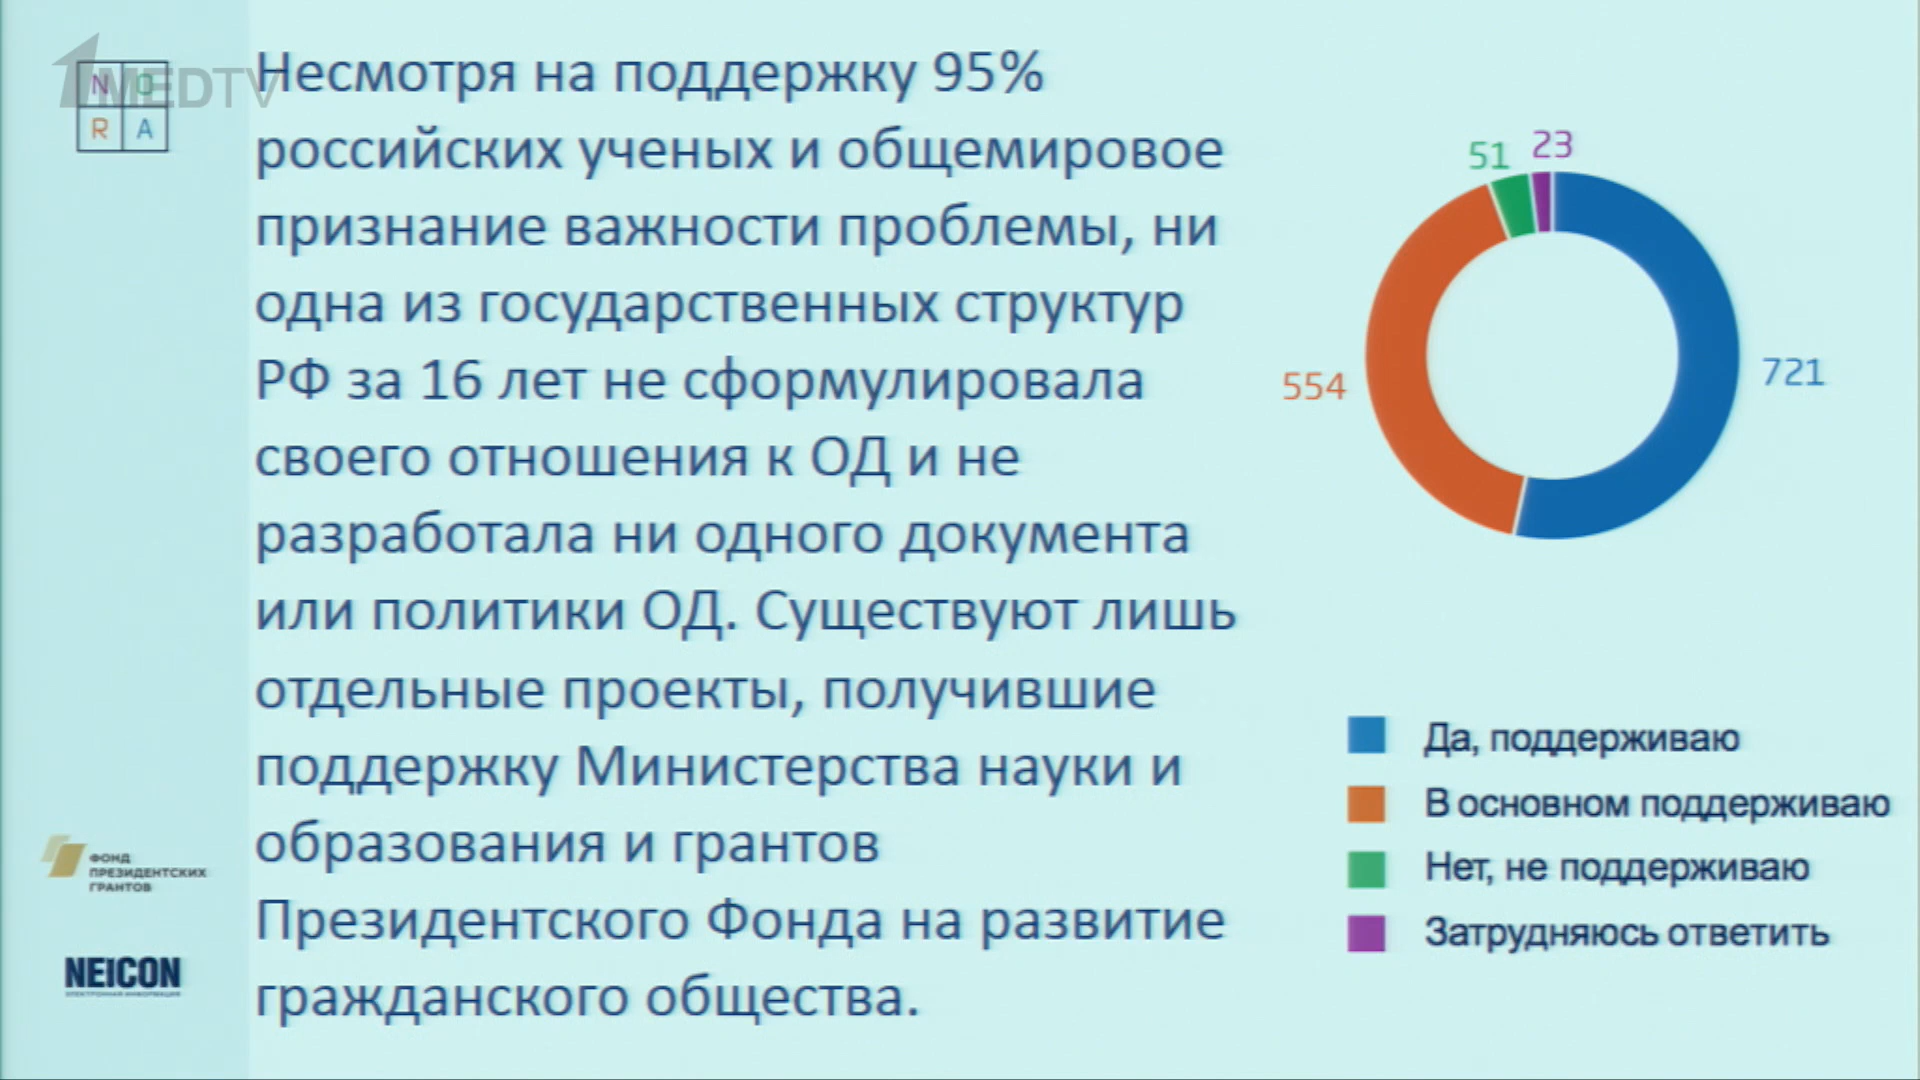 1MEDTV
N O
R A
Несмотря на поддержку 95%
российских ученых и общемировое
признание важности проблемы, ни
одна из государственных структур
РФ за 16 лет не сформулировала
своего отношения к ОД и не
разработала ни одного документа
или политики ОД. Существуют лишь
отдельные проекты, получившие
поддержку Министерства науки и
образования и грантов
Президентского Фонда на развитие
гражданского общества.
51
23
554
721
Да, поддерживаю
В основном поддерживаю
Нет, не поддерживаю
Затрудняюсь ответить
ФОНД
ПРЕЗИДЕНТСКИХ
ГРАНТОВ
NEICON
ЭЛЕКТРОННАЯ ИНФОРМАЦИЯ